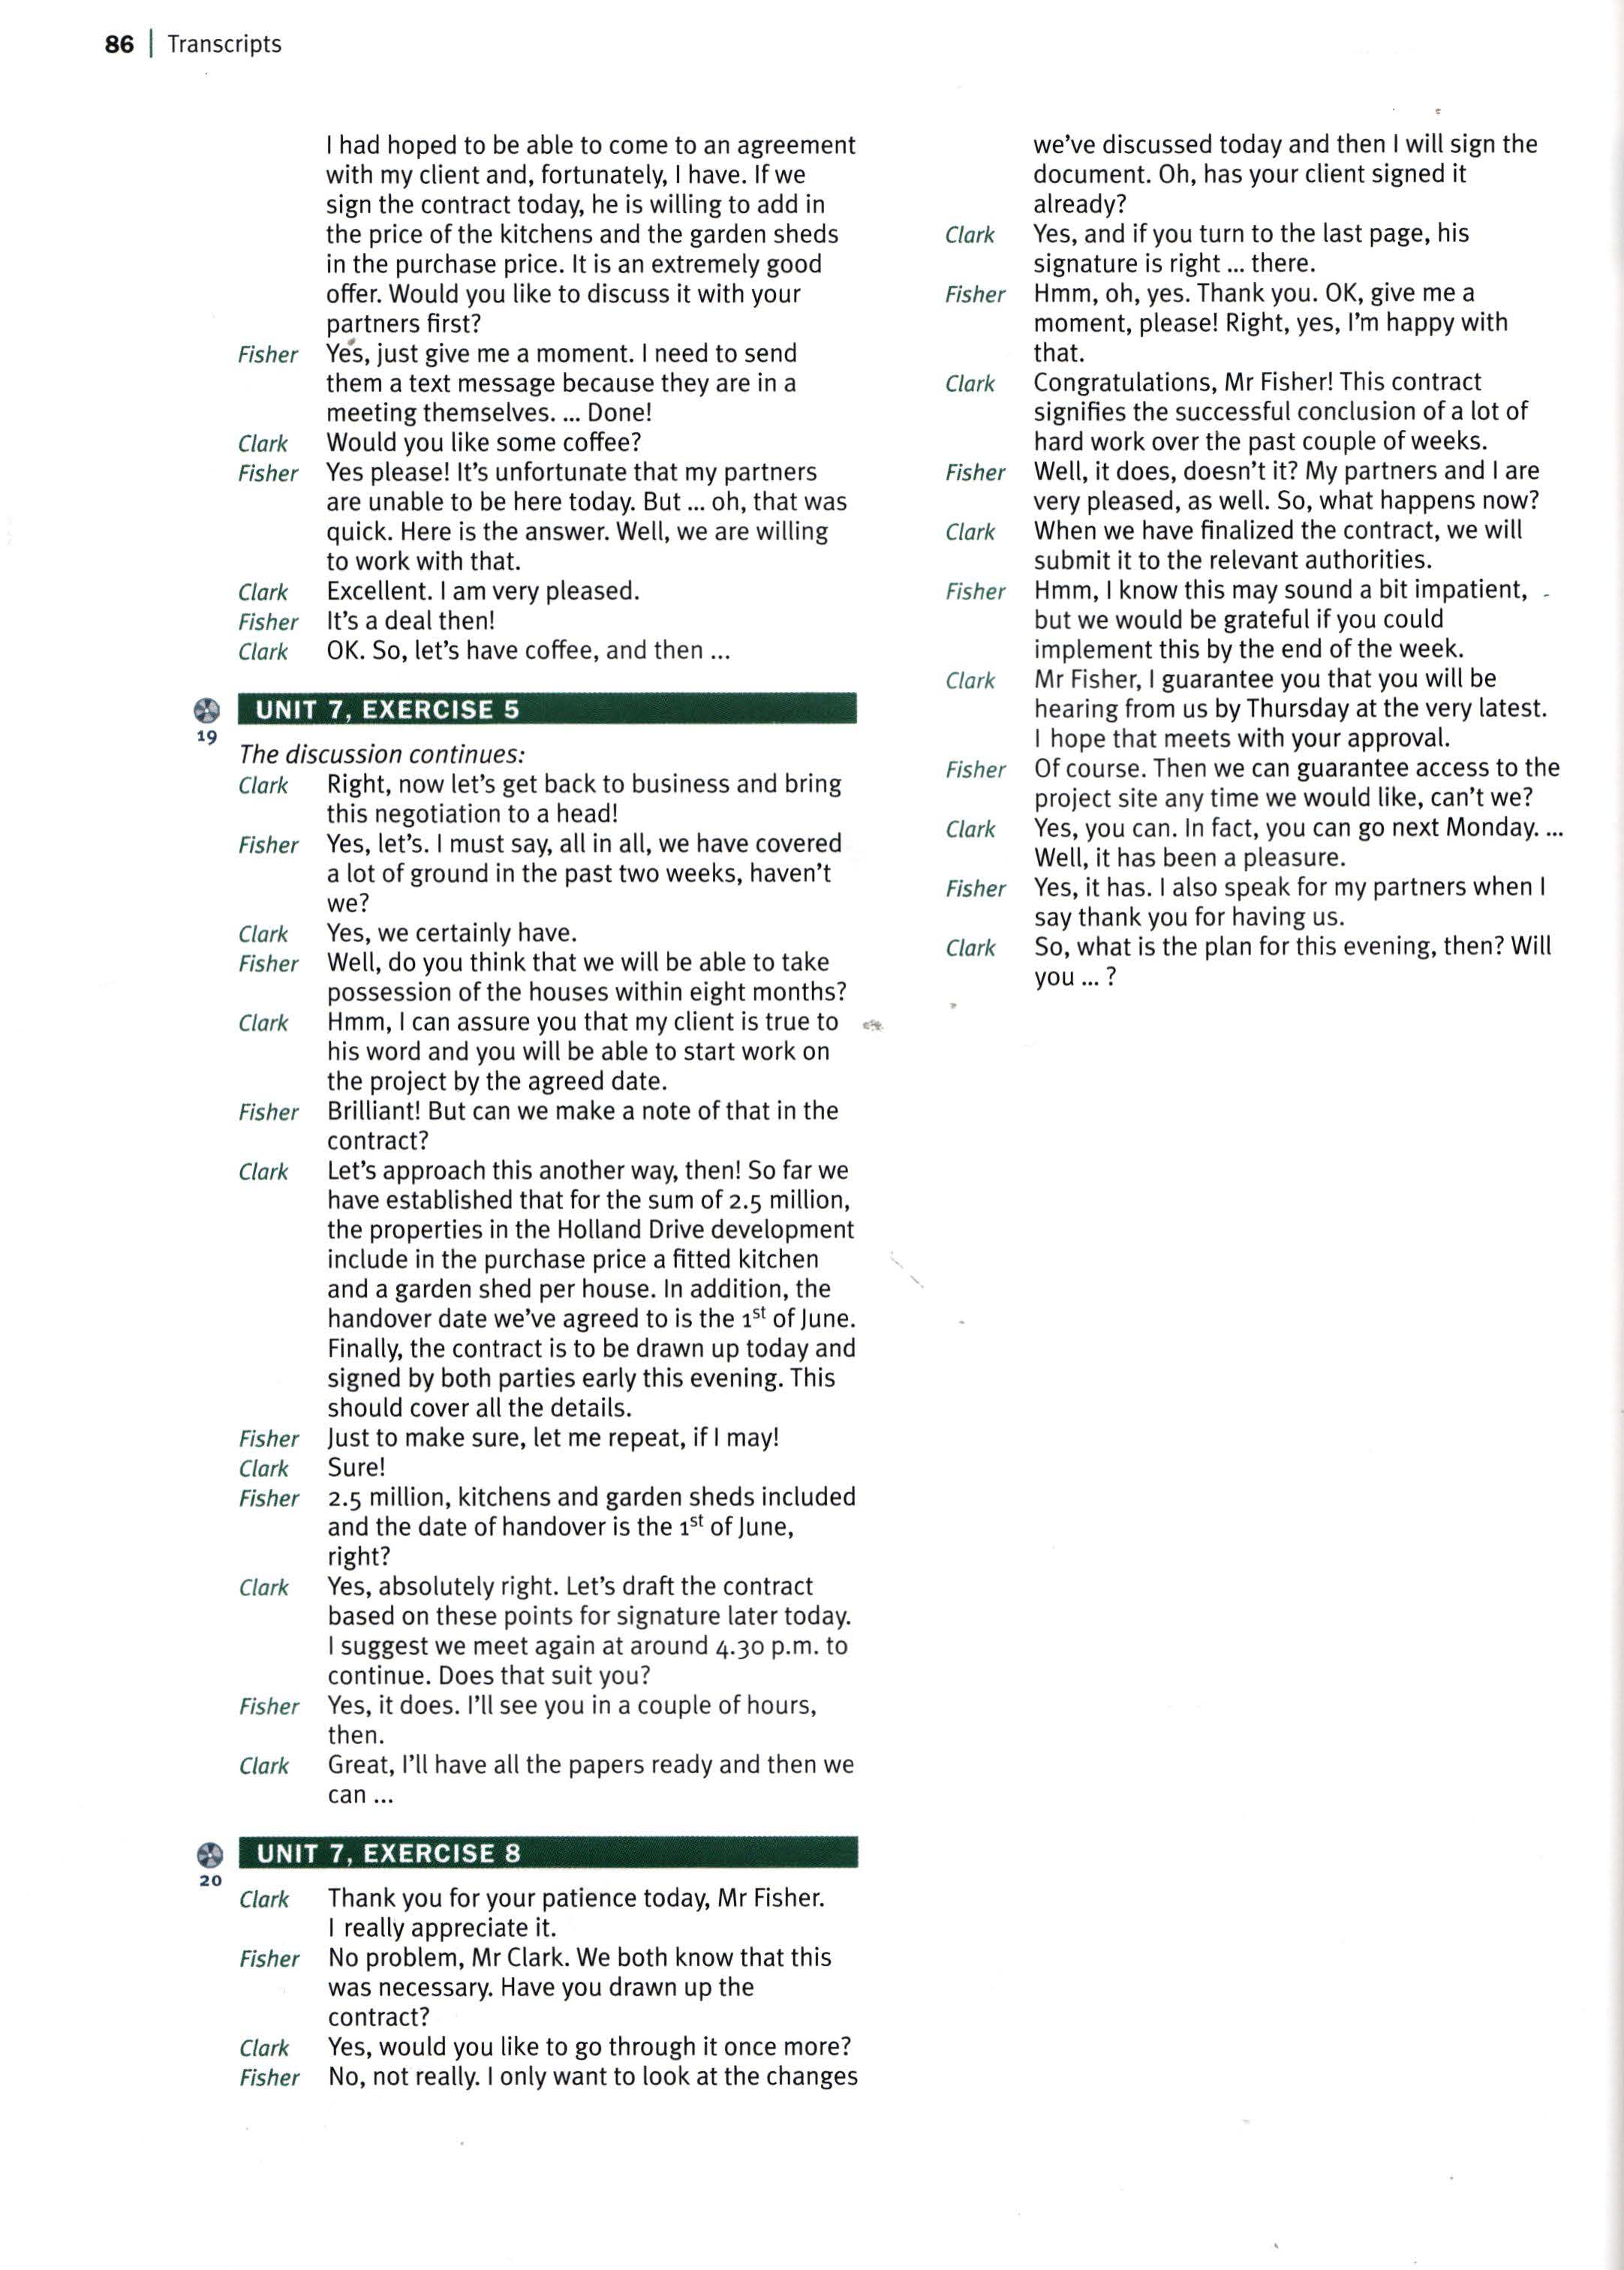 86 | Transcripts
I had hoped to be able to come to an agreement
with my client and, fortunately, I have. If we
sign the contract today, he is willing to add in
the price of the kitchens and the garden sheds
in the purchase price. It is an extremely good
offer. Would you like to discuss it with your
partners first?
Fisher Yes, just give me a moment. I need to send
them a text message because they are in a
meeting themselves. ... Done!
Clark Would you like some coffee?
Fisher Yes please! It's unfortunate that my partners
are unable to be here today. But ... oh, that was
quick. Here is the answer. Well, we are willing
to work with that.
Clark Excellent. I am very pleased.
Fisher It's a deal then!
Clark OK. So, let's have coffee, and then ...
UNIT 7, EXERCISE 5
19
The discussion continues:
Clark Right, now let's get back to business and bring
this negotiation to a head!
Fisher Yes, let's. I must say, all in all, we have covered
a lot of ground in the past two weeks, haven't
we?
Clark Yes, we certainly have.
Fisher Well, do you think that we will be able to take
possession of the houses within eight months?
Clark Hmm, I can assure you that my client is true to
his word and you will be able to start work on
the project by the agreed date.
Fisher Brilliant! But can we make a note of that in the
contract?
Clark Let's approach this another way, then! So far we
have established that for the sum of 2.5 million,
the properties in the Holland Drive development
include in the purchase price a fitted kitchen
and a garden shed per house. In addition, the
handover date we've agreed to is the 1st of June.
Finally, the contract is to be drawn up today and
signed by both parties early this evening. This
should cover all the details.
Fisher Just to make sure, let me repeat, if I may!
Clark Sure!
Fisher 2.5 million, kitchens and garden sheds included
and the date of handover is the 1st of June,
right?
Clark Yes, absolutely right. Let's draft the contract
based on these points for signature later today.
I suggest we meet again at around 4.30 p.m. to
continue. Does that suit you?
Fisher Yes, it does. I'll see you in a couple of hours,
then.
Clark Great, I'll have all the papers ready and then we
can ...
UNIT 7, EXERCISE 8
20
Clark Thank you for your patience today, Mr Fisher.
I really appreciate it.
Fisher No problem, Mr Clark. We both know that this
was necessary. Have you drawn up the
contract?
Clark Yes, would you like to go through it once more?
Fisher No, not really. I only want to look at the changes
we've discussed today and then I will sign the
document. Oh, has your client signed it
already?
Clark Yes, and if you turn to the last page, his
signature is right ... there.
Fisher Hmm, oh, yes. Thank you. OK, give me a
moment, please! Right, yes, I'm happy with
that.
Clark Congratulations, Mr Fisher! This contract
signifies the successful conclusion of a lot of
hard work over the past couple of weeks.
Fisher Well, it does, doesn't it? My partners and I are
very pleased, as well. So, what happens now?
Clark When we have finalized the contract, we will
submit it to the relevant authorities.
Fisher Hmm, I know this may sound a bit impatient,
but we would be grateful if you could
implement this by the end of the week.
Clark Mr Fisher, I guarantee you that you will be
hearing from us by Thursday at the very latest.
I hope that meets with your approval.
Fisher Of course. Then we can guarantee access to the
project site any time we would like, can't we?
Clark Yes, you can. In fact, you can go next Monday. ...
Well, it has been a pleasure.
Fisher Yes, it has. I also speak for my partners when I
say thank you for having us.
Clark So, what is the plan for this evening, then? Will
you ... ?